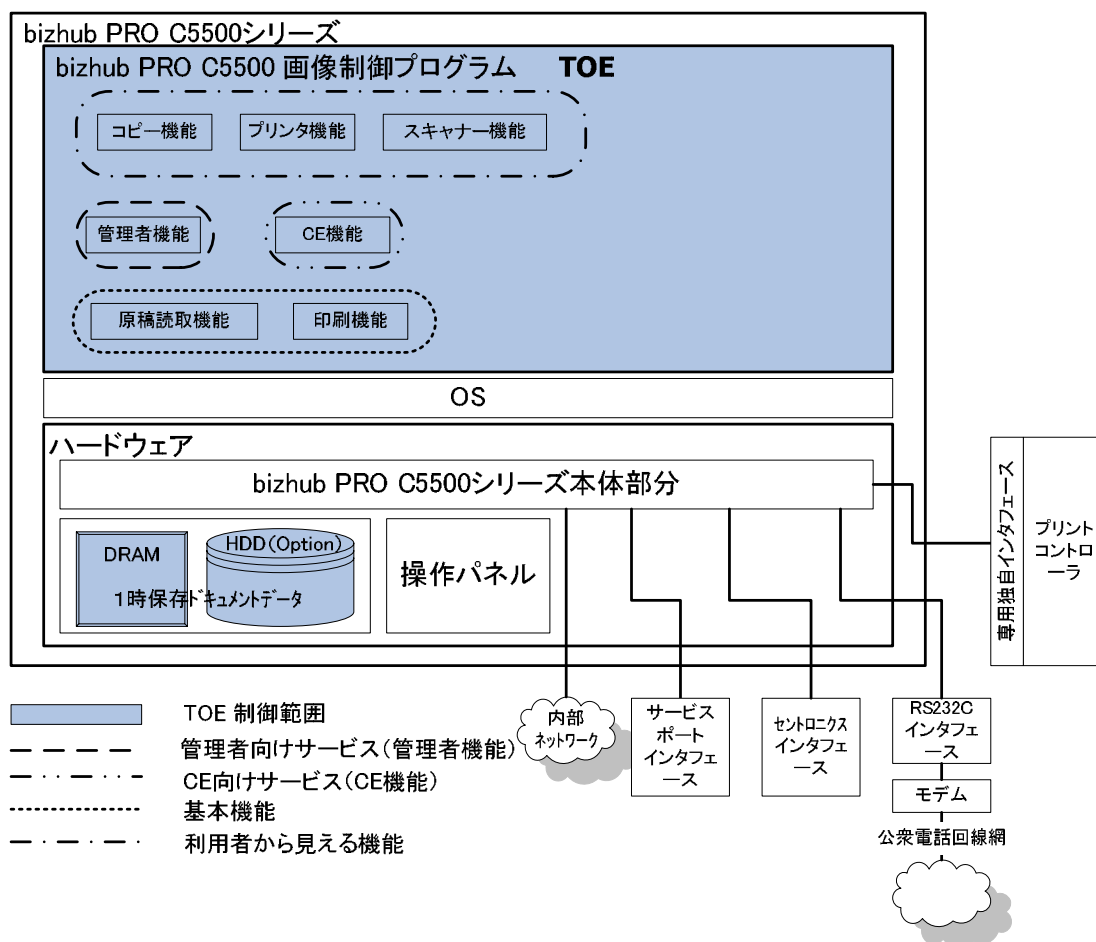 bizhub PRO C5500シリーズ
bizhub PRO C5500 画像制御プログラム TOE
コピー機能
プリンタ機能
スキャナー機能
管理者機能
CE機能
原稿読取機能
印刷機能
OS
ハードウェア
bizhub PRO C5500シリーズ本体部分
DRAM
HDD(Option)
1時保存ドキュメントデータ
操作パネル
専用独自インタフェース
プリント
コントロ
ーラ
内部
ネットワーク
サービス
ポート
インタフェ
ース
セントロニクス
インタフェ
ース
RS232C
インタフェ
ース
モデム
公衆電話回線網
TOE 制御範囲
管理者向けサービス(管理者機能)
CE向けサービス(CE機能)
基本機能
利用者から見える機能